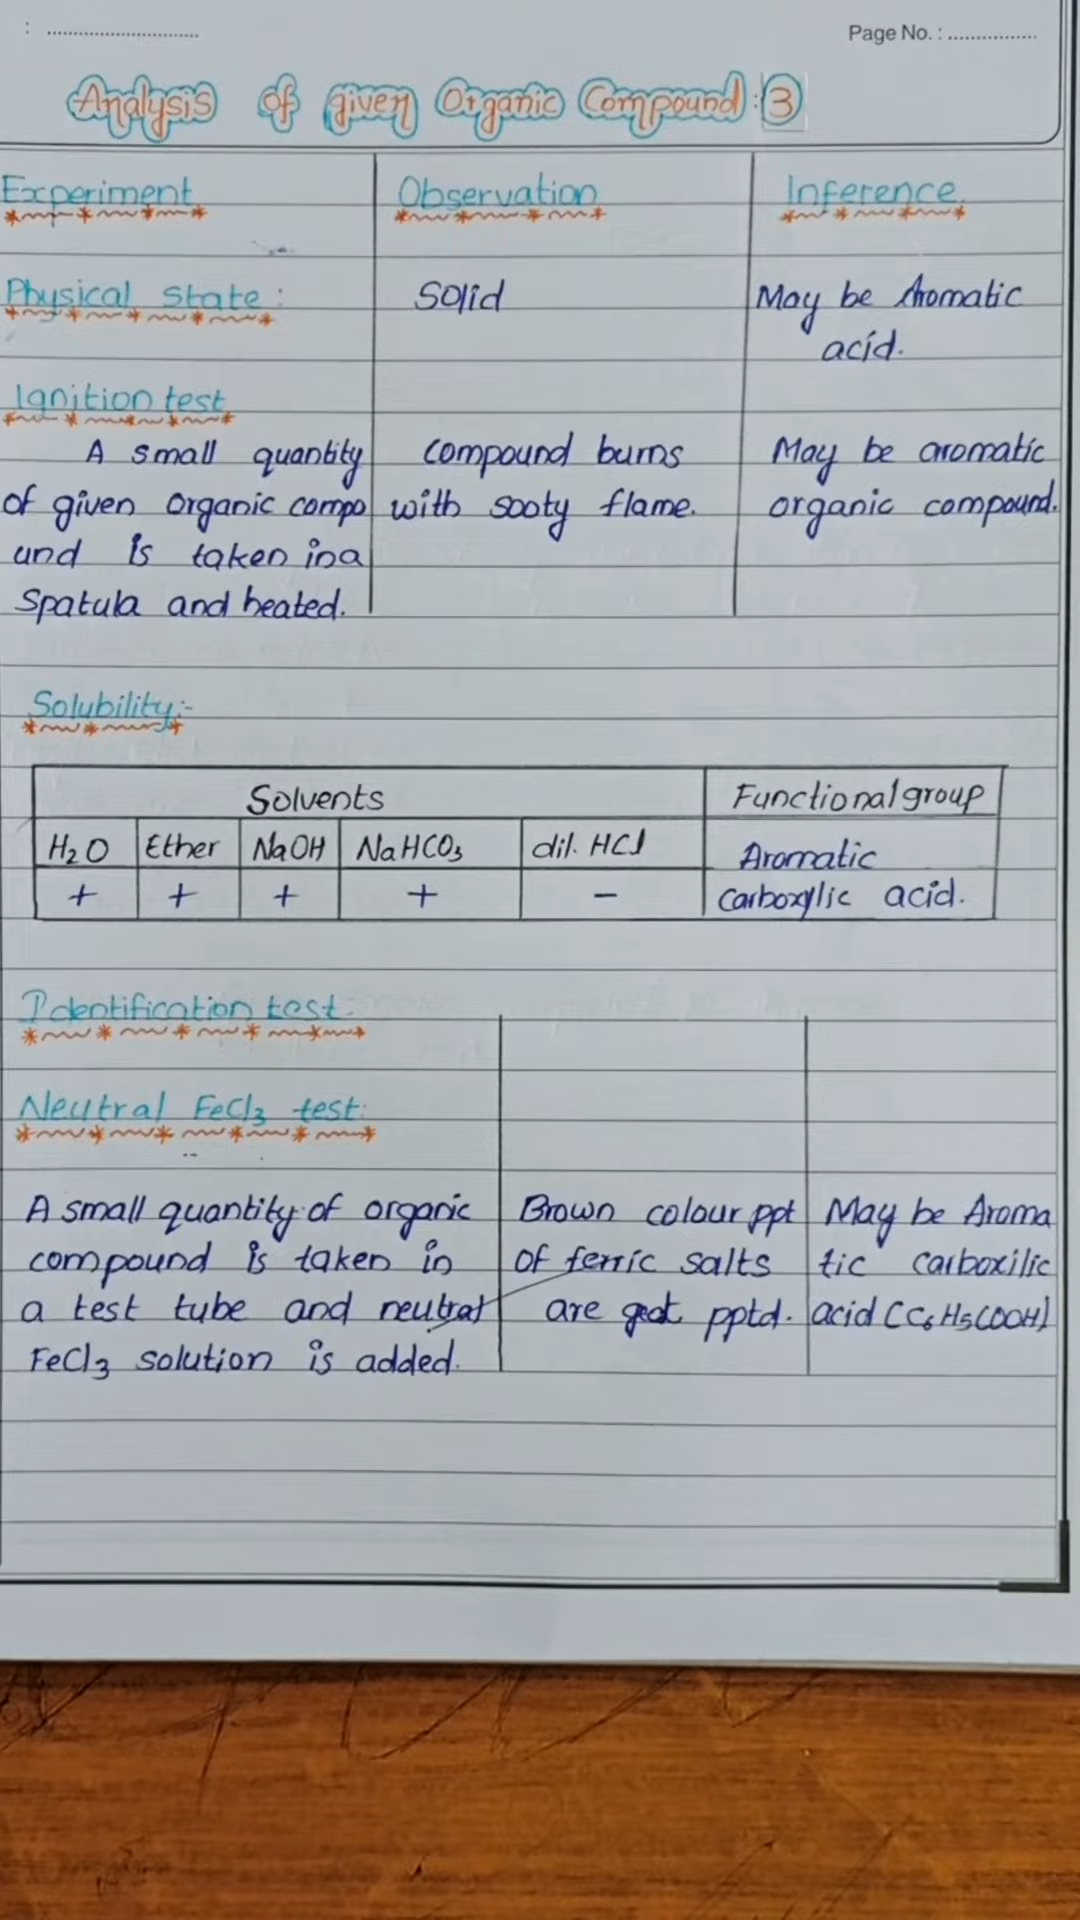 : ............................
Page No. : ................
Analysis of given Organic Compound : 3
Experiment Observation Inference.
Physical State : Solid May be Aromatic
acid.
Ignition test
A small quantity compound burns May be aromatic
of given organic compo with sooty flame. organic compound.
und is taken in a
Spatula and heated.
Solubility:-
Solvents Functional group
H₂O Ether NaOH NaHCO₃ dil. HCl Aromatic
+ + + + - Carboxylic acid.
Identification test:
Neutral FeCl₃ test:
A small quantity of organic Brown colour ppt May be Aroma
compound is taken in of ferric salts tic carboxilic
a test tube and neutral are pptd. acid (C₆H₅COOH)
FeCl₃ solution is added.